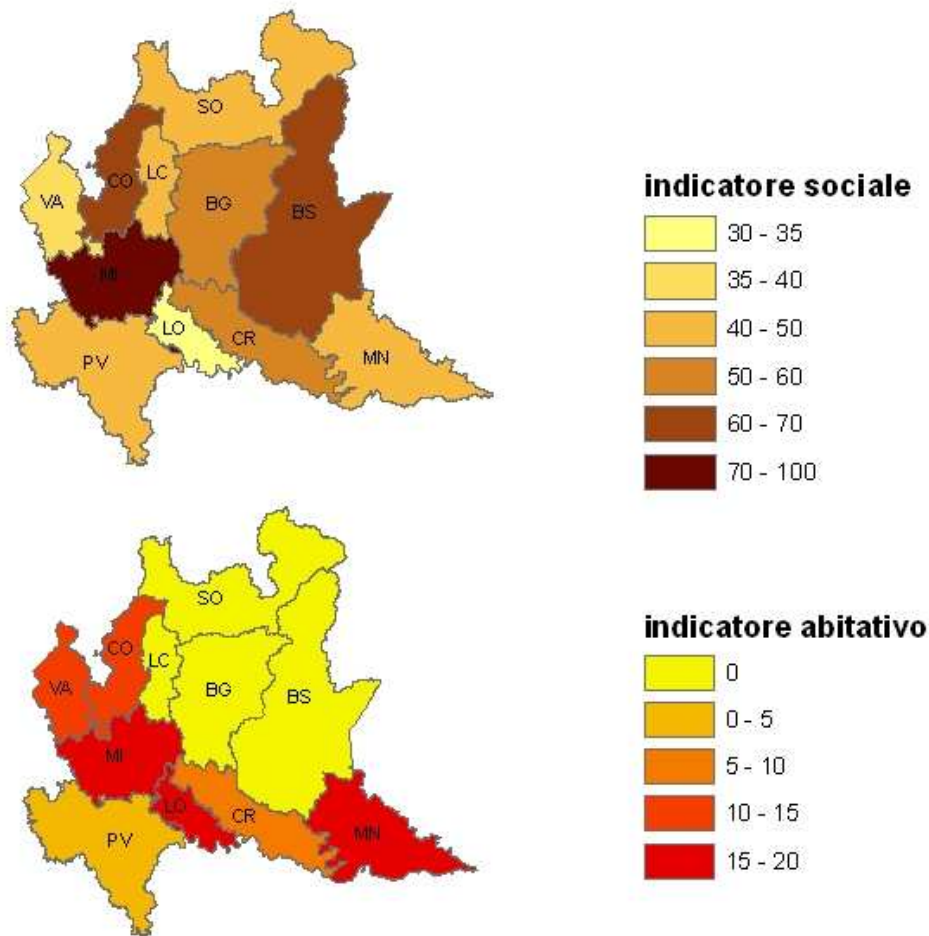 SO
LC
CO
VA
BG
BS
MI
LO
CR
PV
MN
indicatore sociale
30 - 35
35 - 40
40 - 50
50 - 60
60 - 70
70 - 100
SO
CO
LC
VA
BG
BS
MI
LO
CR
PV
MN
indicatore abitativo
0
0 - 5
5 - 10
10 - 15
15 - 20